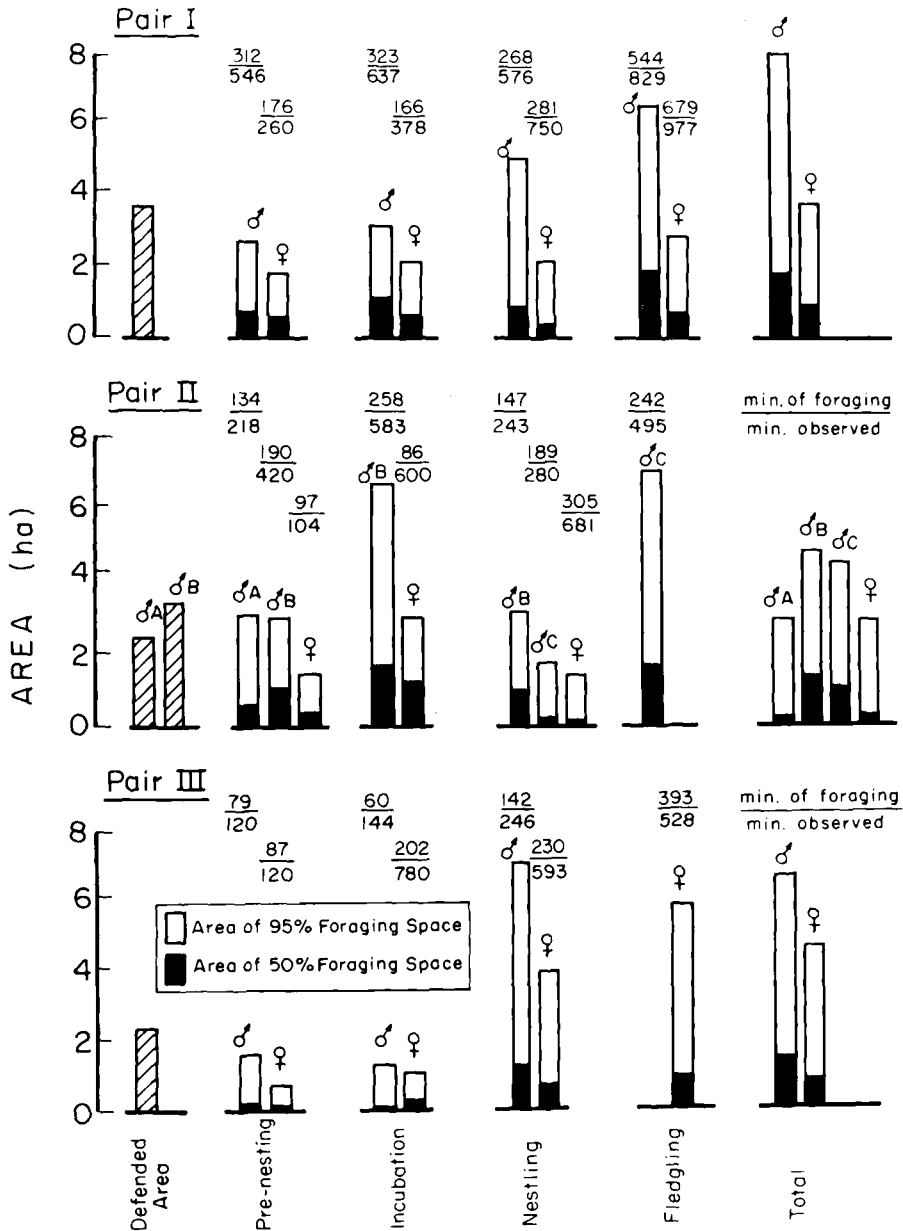 Pair I
312 323 268 544 ♂
546 637 576 829
176 166 281 679
260 378 750 977
8
6
4
2
0
♂ ♀ ♂ ♀ ♂ ♀ ♂ ♀ ♀
Pair II
134 258 147 242 min. of foraging
218 583 243 495 min. observed
190 86 189
420 600 280
97 305
104 681
8
6
4
2
0
♂A ♂B ♂A ♂B ♀ ♂B ♀ ♂B ♂C ♀ ♂C ♂A ♂B ♂C ♀
AREA (ha)
Pair III
79 60 142 393 min. of foraging
120 144 246 528 min. observed
87 202 230
120 780 593
8
6
4
2
0
♂ ♀ ♂ ♀ ♂ ♀ ♀ ♂ ♀
Area of 95% Foraging Space
Area of 50% Foraging Space
Defended
Area
Pre-nesting
Incubation
Nestling
Fledgling
Total